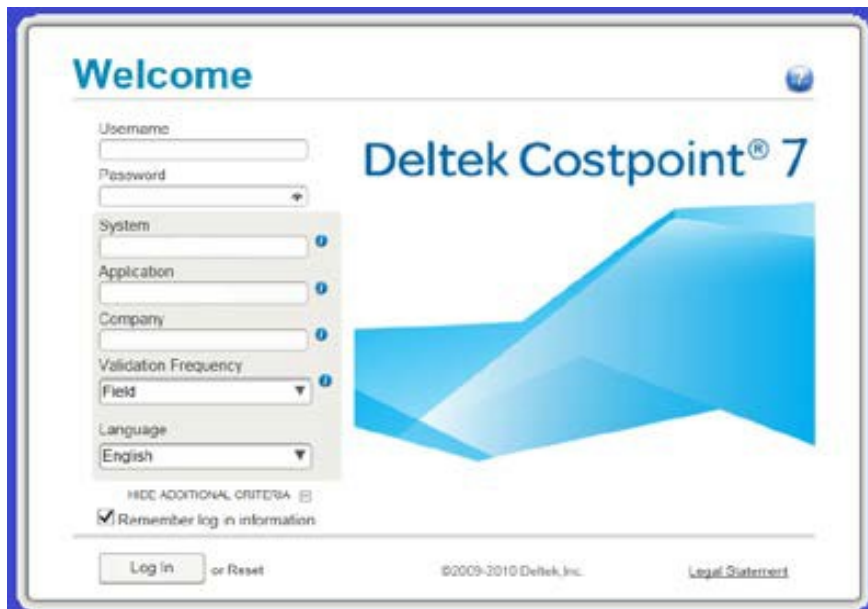 Welcome
Username
Password
System
Application
Company
Validation Frequency
Field
Language
English
HIDE ADDITIONAL CRITERIA
Remember log in information
Log In or Reset
Deltek Costpoint® 7
©2009-2010 Deltek, Inc.
Legal Statement